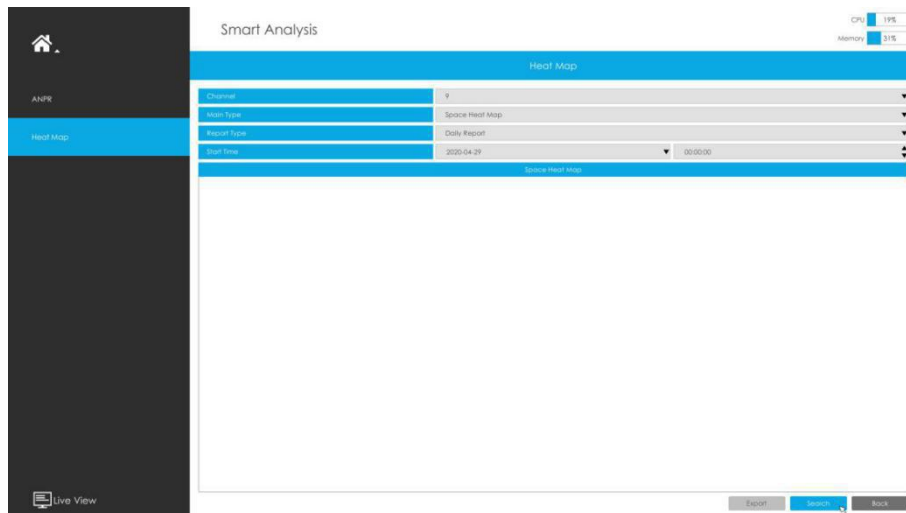 Smart Analysis
CPU 19%
Memory 31%
Heat Map
ANPR
Heat Map
Channel 9
Main Type Space Heat Map
Report Type Daily Report
Start Time 2020-04-29 00:00:00
Space Heat Map
Live View
Export Search Back